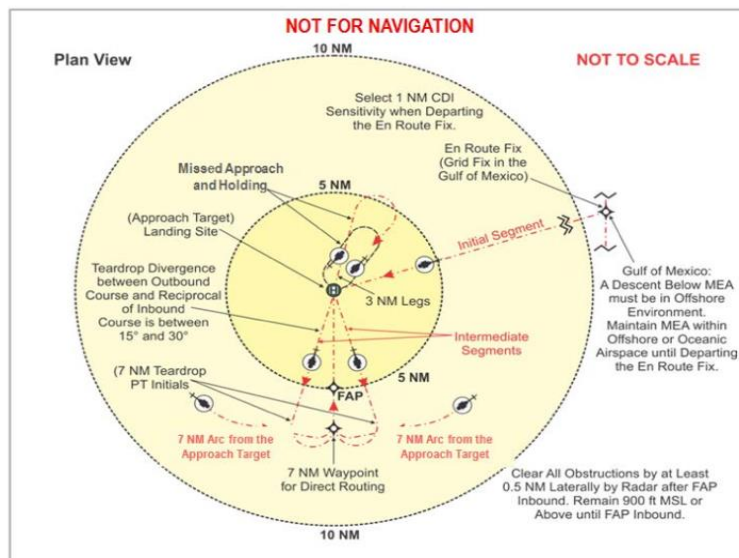 NOT FOR NAVIGATION
10 NM
Plan View
NOT TO SCALE
Select 1 NM CDI
Sensitivity when Departing
the En Route Fix.
En Route Fix
(Grid Fix in the
Gulf of Mexico)
Missed Approach
and Holding
5 NM
(Approach Target)
Landing Site
Initial Segment
Teardrop Divergence
between Outbound
Course and Reciprocal
of Inbound
Course is between
15° and 30°
3 NM Legs
Gulf of Mexico:
A Descent Below MEA
must be in Offshore
Environment.
Maintain MEA within
Offshore or Oceanic
Airspace until Departing
the En Route Fix.
Intermediate
Segments
(7 NM Teardrop
PT Initials
5 NM
FAP
7 NM Arc from the
Approach Target
7 NM Arc from the
Approach Target
7 NM Waypoint
for Direct Routing
Clear All Obstructions by at Least
0.5 NM Laterally by Radar after FAP
Inbound. Remain 900 ft MSL or
Above until FAP Inbound.
10 NM